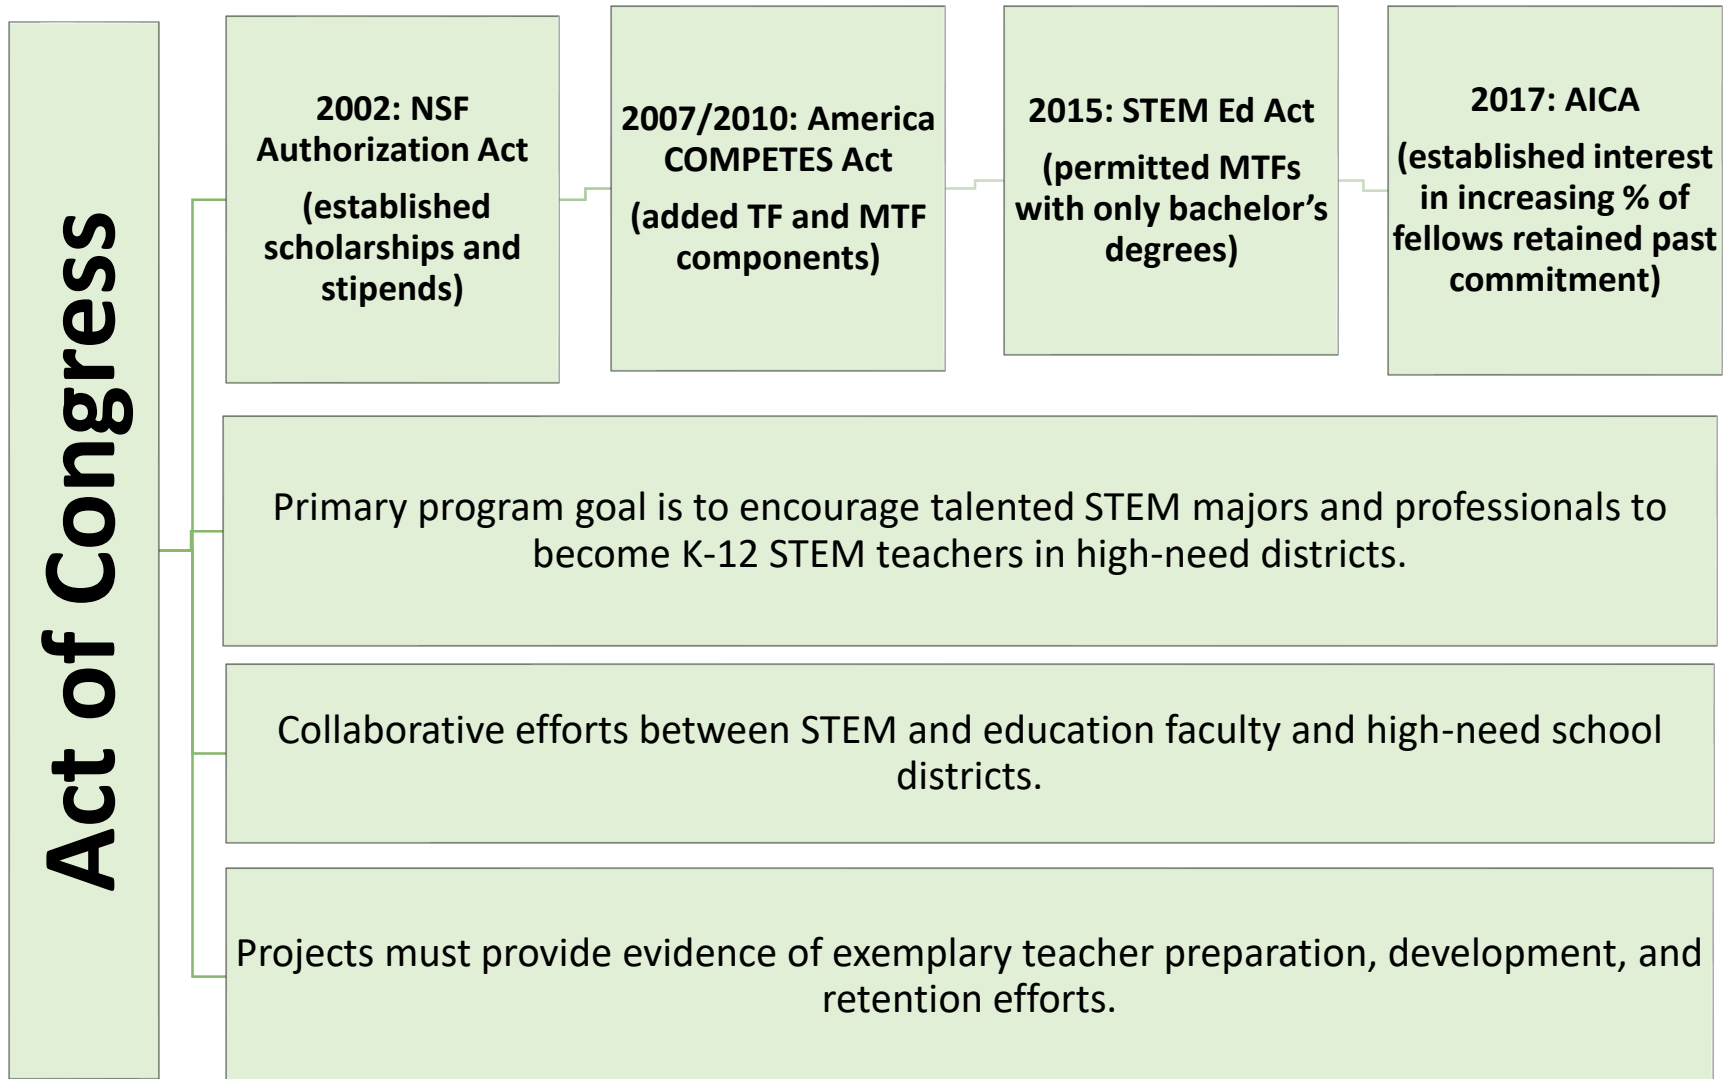 Act of Congress
2002: NSF
Authorization Act
(established
scholarships and
stipends)
2007/2010: America
COMPETES Act
(added TF and MTF
components)
2015: STEM Ed Act
(permitted MTFs
with only bachelor’s
degrees)
2017: AICA
(established interest
in increasing % of
fellows retained past
commitment)
Primary program goal is to encourage talented STEM majors and professionals to
become K-12 STEM teachers in high-need districts.
Collaborative efforts between STEM and education faculty and high-need school
districts.
Projects must provide evidence of exemplary teacher preparation, development, and
retention efforts.